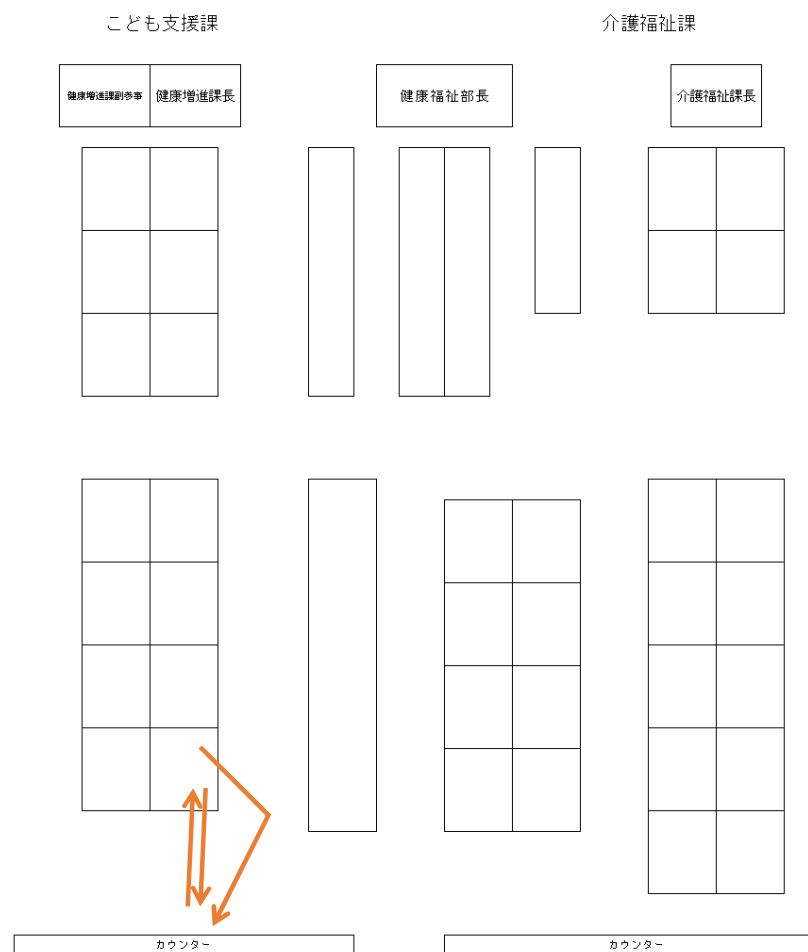 こども支援課
介護福祉課
健康増進課副参事
健康増進課長
健康福祉部長
介護福祉課長
カウンター
カウンター